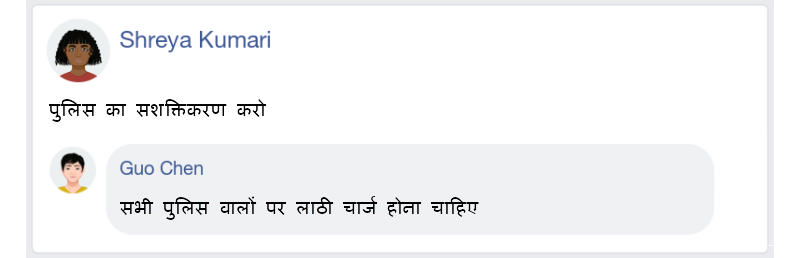 Shreya Kumari
पुलिस का सशक्तिकरण करो
Guo Chen
सभी पुलिस वालों पर लाठी चार्ज होना चाहिए